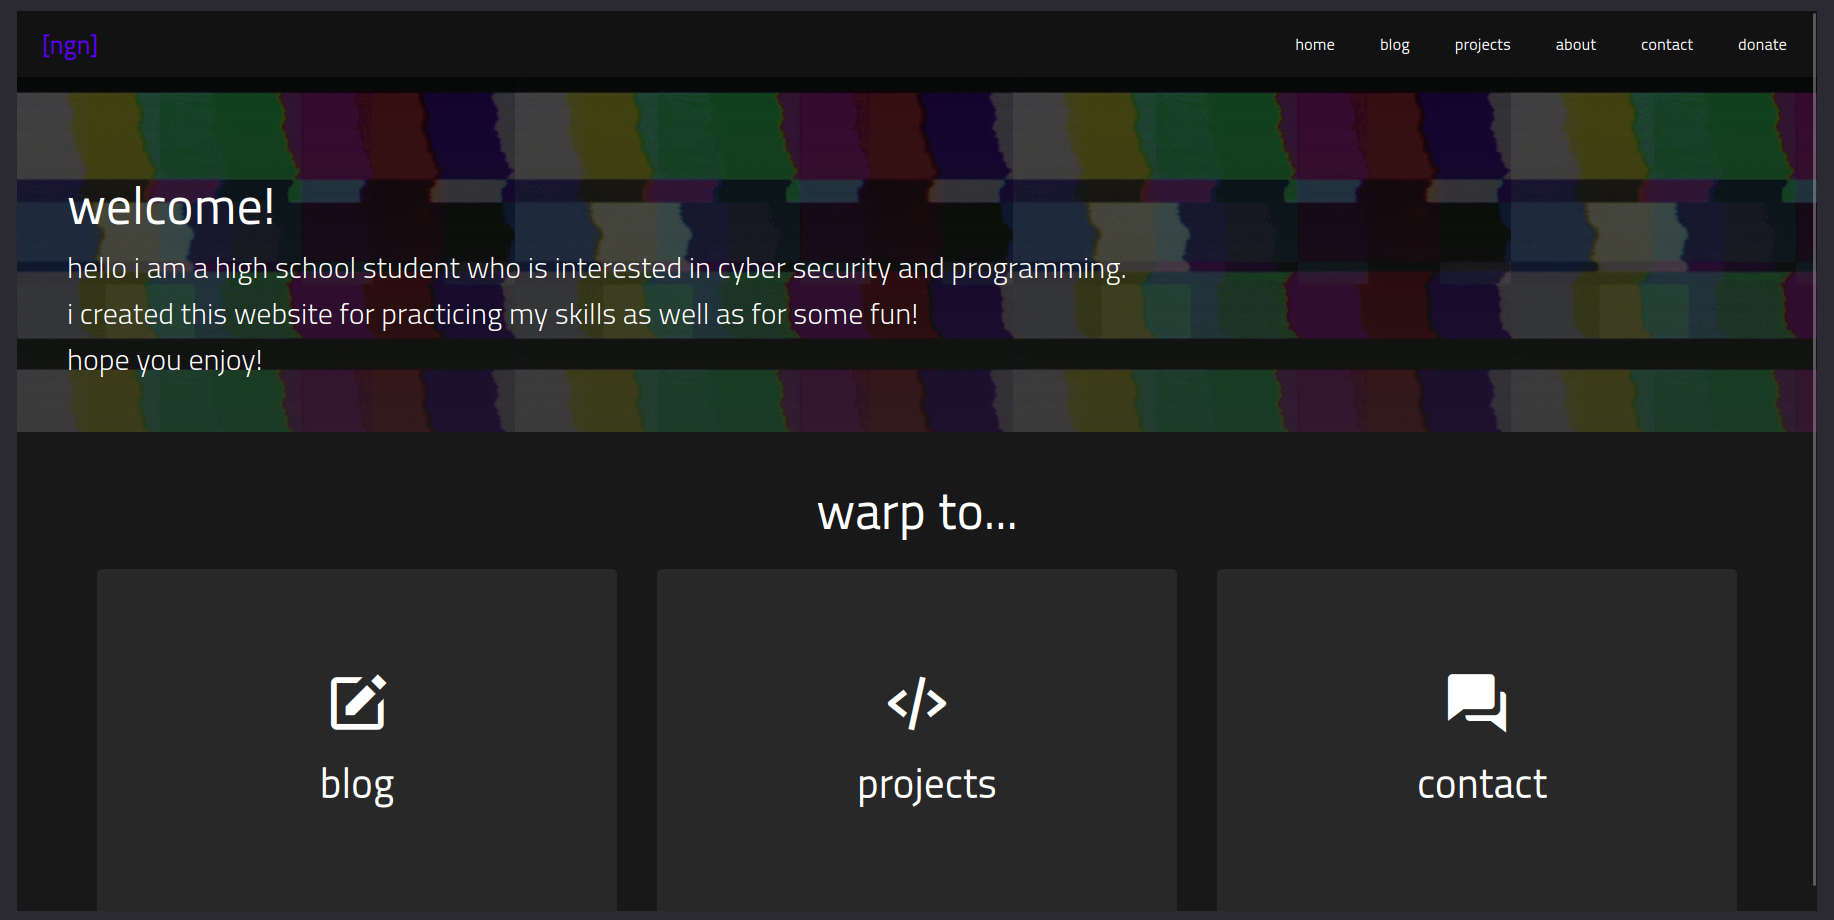 [ngn]
home blog projects about contact donate
welcome!
hello i am a high school student who is interested in cyber security and programming.
i created this website for practicing my skills as well as for some fun!
hope you enjoy!
warp to...
blog
projects
contact